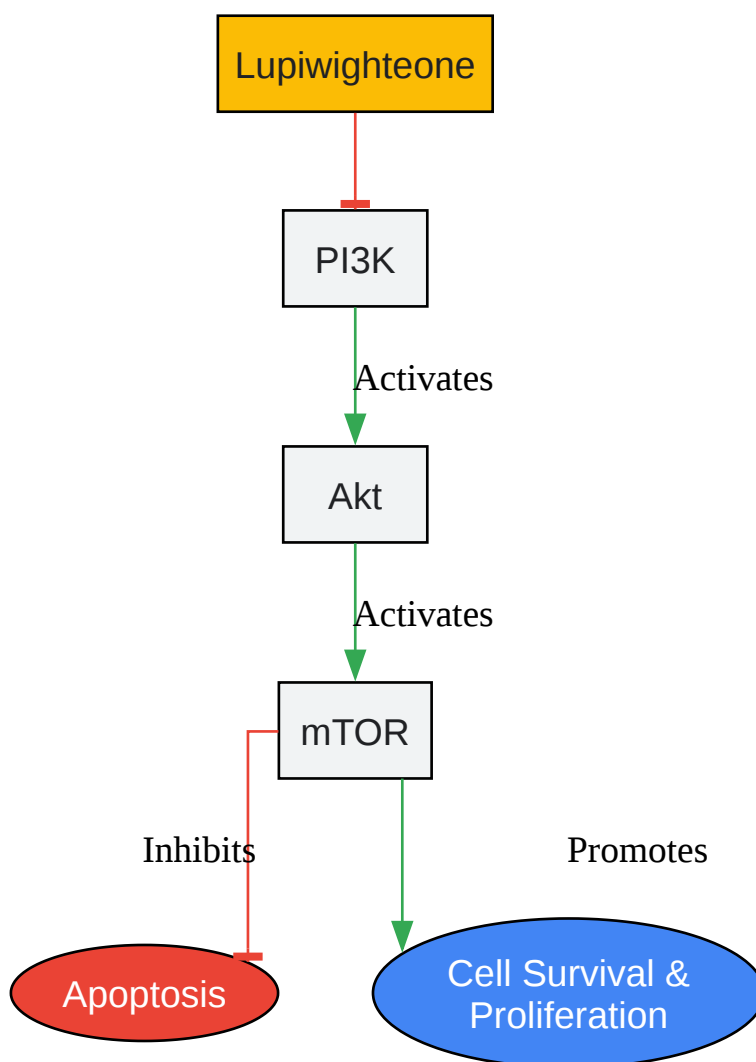 Lupiwighteone
PI3K
Activates
Akt
Activates
mTOR
Inhibits
Promotes
Apoptosis
Cell Survival &
Proliferation